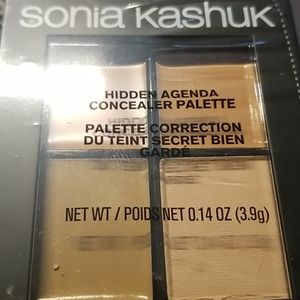 sonia kashuk
HIDDEN AGENDA
CONCEALER PALETTE
PALETTE CORRECTION
DU TEINT SECRET BIEN
GARDÉ
NET WT / POIDS NET 0.14 OZ (3.9g)